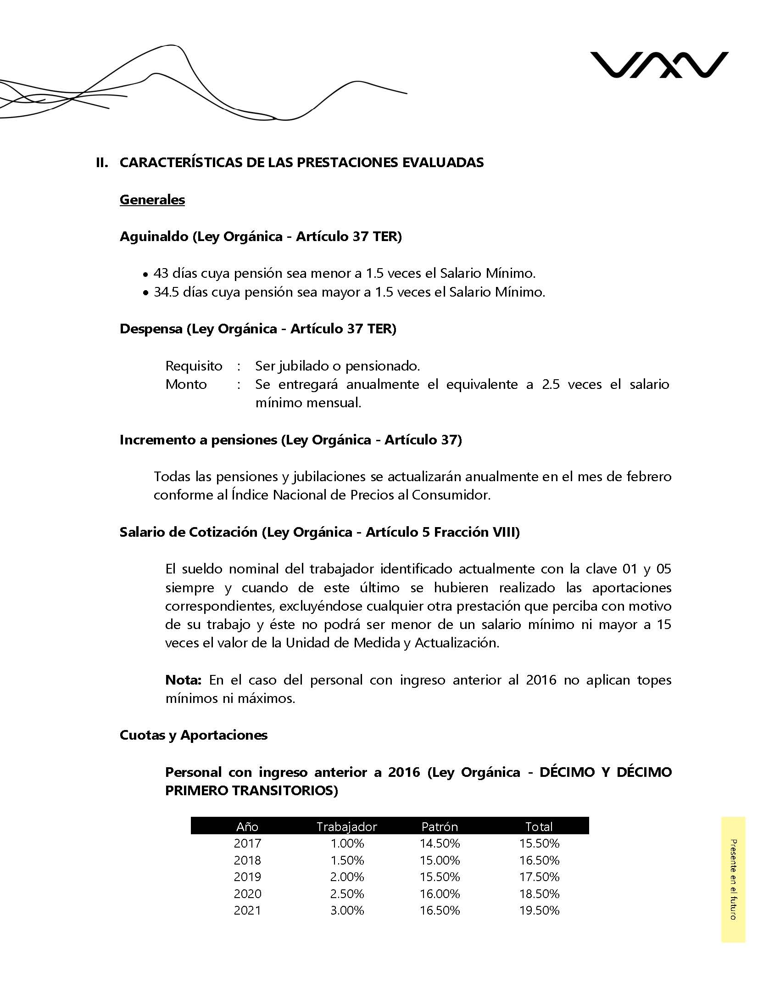 II. CARACTERÍSTICAS DE LAS PRESTACIONES EVALUADAS
Generales
Aguinaldo (Ley Orgánica - Artículo 37 TER)
• 43 días cuya pensión sea menor a 1.5 veces el Salario Mínimo.
• 34.5 días cuya pensión sea mayor a 1.5 veces el Salario Mínimo.
Despensa (Ley Orgánica - Artículo 37 TER)
Requisito : Ser jubilado o pensionado.
Monto : Se entregará anualmente el equivalente a 2.5 veces el salario
mínimo mensual.
Incremento a pensiones (Ley Orgánica - Artículo 37)
Todas las pensiones y jubilaciones se actualizarán anualmente en el mes de febrero
conforme al Índice Nacional de Precios al Consumidor.
Salario de Cotización (Ley Orgánica - Artículo 5 Fracción VIII)
El sueldo nominal del trabajador identificado actualmente con la clave 01 y 05
siempre y cuando de este último se hubieren realizado las aportaciones
correspondientes, excluyéndose cualquier otra prestación que perciba con motivo
de su trabajo y éste no podrá ser menor de un salario mínimo ni mayor a 15
veces el valor de la Unidad de Medida y Actualización.
Nota: En el caso del personal con ingreso anterior al 2016 no aplican topes
mínimos ni máximos.
Cuotas y Aportaciones
Personal con ingreso anterior a 2016 (Ley Orgánica - DÉCIMO Y DÉCIMO
PRIMERO TRANSITORIOS)
Año Trabajador Patrón Total
2017 1.00% 14.50% 15.50%
2018 1.50% 15.00% 16.50%
2019 2.00% 15.50% 17.50%
2020 2.50% 16.00% 18.50%
2021 3.00% 16.50% 19.50%
Presente en el futuro